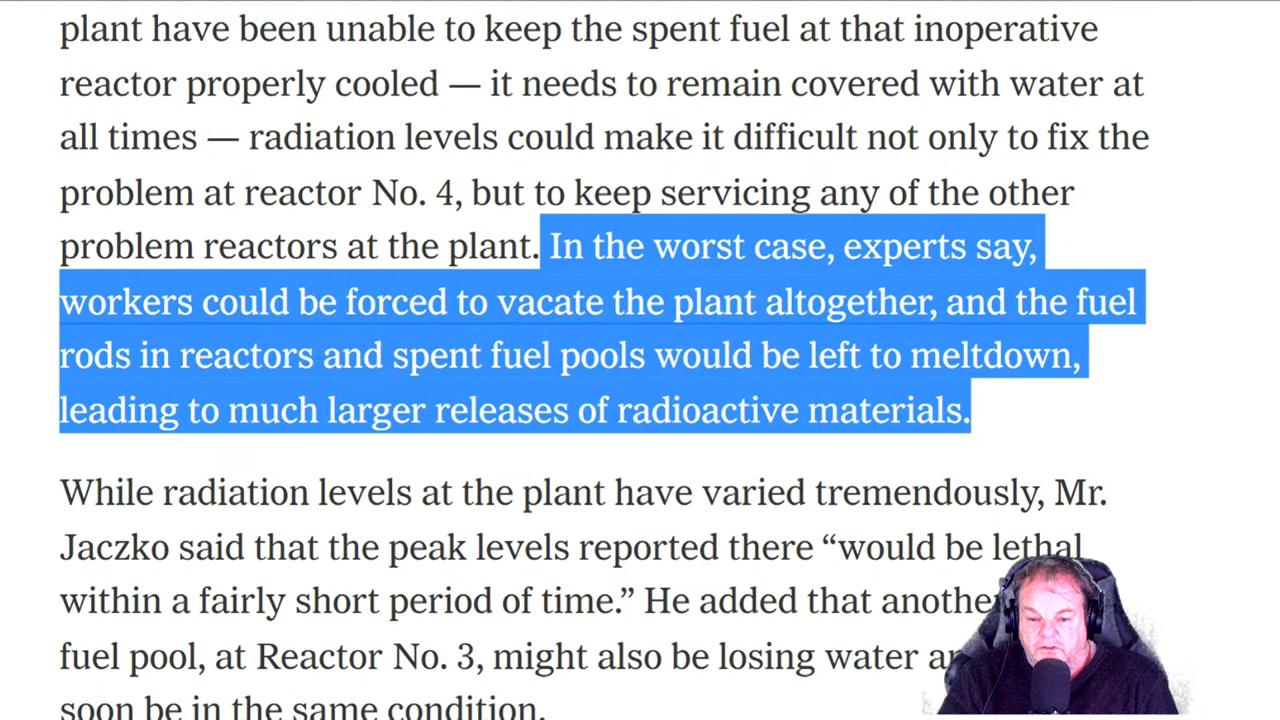 plant have been unable to keep the spent fuel at that inoperative
reactor properly cooled — it needs to remain covered with water at
all times — radiation levels could make it difficult not only to fix the
problem at reactor No. 4, but to keep servicing any of the other
problem reactors at the plant. In the worst case, experts say,
workers could be forced to vacate the plant altogether, and the fuel
rods in reactors and spent fuel pools would be left to meltdown,
leading to much larger releases of radioactive materials.
While radiation levels at the plant have varied tremendously, Mr.
Jaczko said that the peak levels reported there “would be lethal
within a fairly short period of time.” He added that another
fuel pool, at Reactor No. 3, might also be losing water
soon be in the same condition.